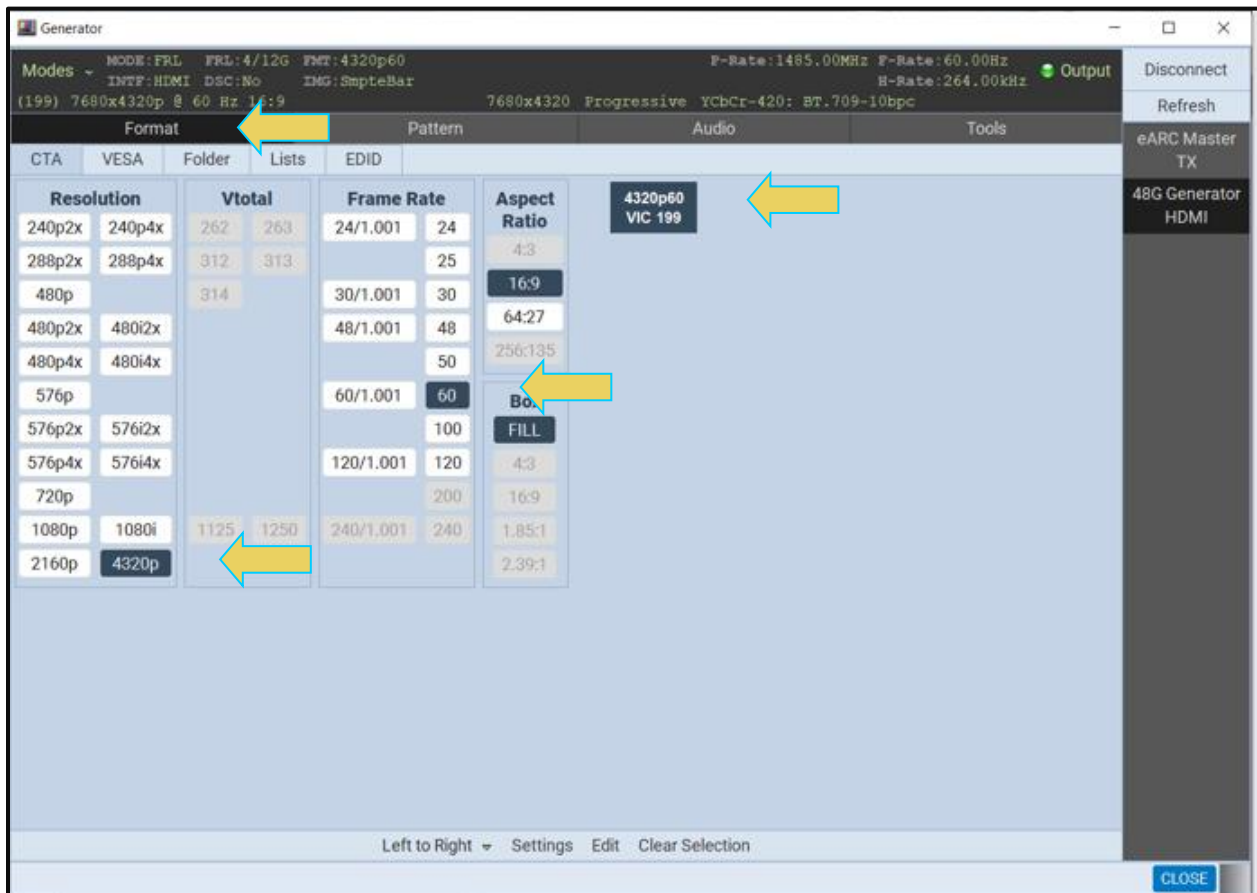 Generator
Modes MODE:FRL FRL:4/12G FMT:4320p60 P-Rate:1485.00MHz F-Rate:60.00Hz Output
INTF:HDMI DSC:No IMG:SmpteBar H-Rate:264.00kHz
(199) 7680x4320p @ 60 Hz 16:9 7680x4320 Progressive YCbCr-420: BT.709-10bpc
Disconnect
Refresh
eARC Master
TX
48G Generator
HDMI
Format Pattern Audio Tools
CTA VESA Folder Lists EDID
Resolution
240p2x 240p4x
288p2x 288p4x
480p
480p2x 480i2x
480p4x 480i4x
576p
576p2x 576i2x
576p4x 576i4x
720p
1080p 1080i
2160p 4320p
Vtotal
262 263
312 313
314
1125 1250
Frame Rate
24/1.001 24
25
30/1.001 30
48/1.001 48
50
60/1.001 60
100
120/1.001 120
200
240/1.001 240
Aspect
Ratio
4:3
16:9
64:27
256:135
FILL
4:3
16:9
1.85:1
2.39:1
4320p60
VIC 199
Left to Right Settings Edit Clear Selection
CLOSE